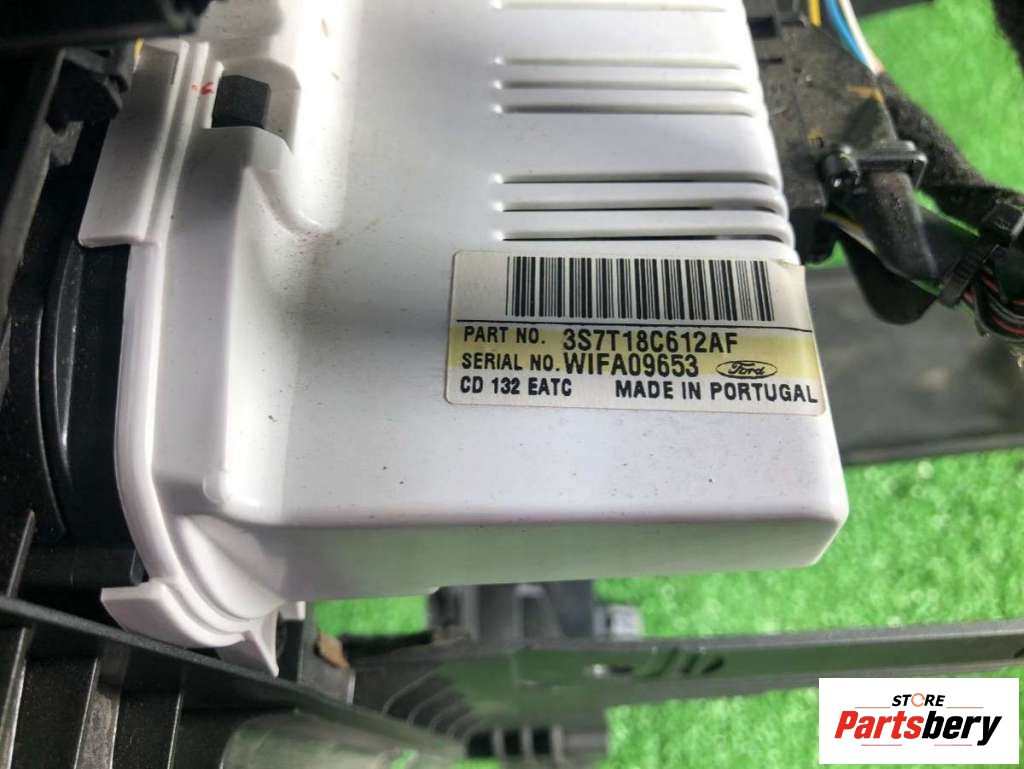 PART NO. 3S7T18C612AF
SERIAL NO. WIFA09653 Ford
CD 132 EATC MADE IN PORTUGAL
STORE
Partsbery